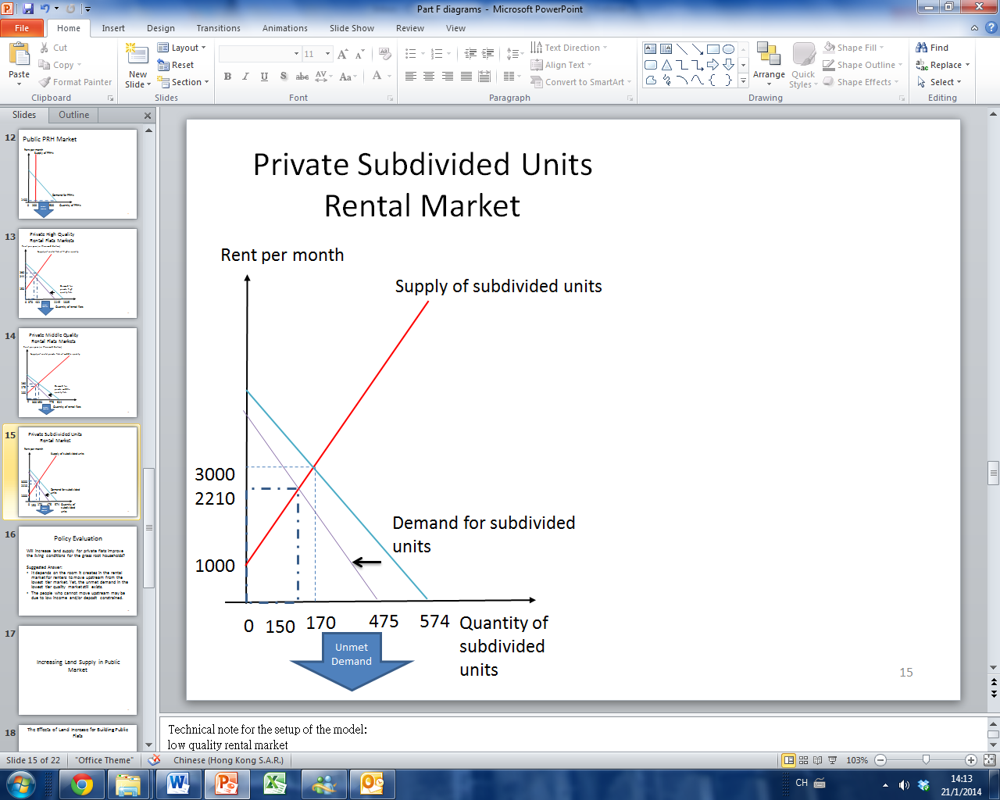 Part F diagrams - Microsoft PowerPoint
File Home Insert Design Transitions Animations Slide Show Review View
Paste
Cut
Copy
Format Painter
Clipboard
New Slide
Layout
Reset
Section
Slides
11
B I U S abc AV Aa A
Font
Text Direction
Align Text
Convert to SmartArt
Paragraph
Arrange
Quick Styles
Shape Fill
Shape Outline
Shape Effects
Drawing
Find
Replace
Select
Editing
Slides Outline
12
Public PRH Market
13
Private High Quality
Rental Flats Markets
14
Private Middle Quality
Rental Flats Markets
15
Private Subdivided Units
Rental Market
16
Policy Evaluation
Will increase land supply for private flats improve
the living conditions for the grass root households?
Suggested Answer:
• It depends on the room it creates in the rental
market for renters to move upstream from the
lowest tier market. Yet, the unmet demand in the
lowest tier quality market still exists.
• The people who cannot move upstream may be
due to low income and/or deposit constrained.
17
Increasing Land Supply in Public
Market
18
The Effects of Land Increase for Building Public
Flats
Private Subdivided Units
Rental Market
Rent per month
Supply of subdivided units
3000
2210
Demand for subdivided
units
1000
0 150 170 475 574
Quantity of
subdivided
units
Unmet
Demand
15
Technical note for the setup of the model:
low quality rental market
Slide 15 of 22 "Office Theme" Chinese (Hong Kong S.A.R.) 103%
CH
14:13
21/1/2014